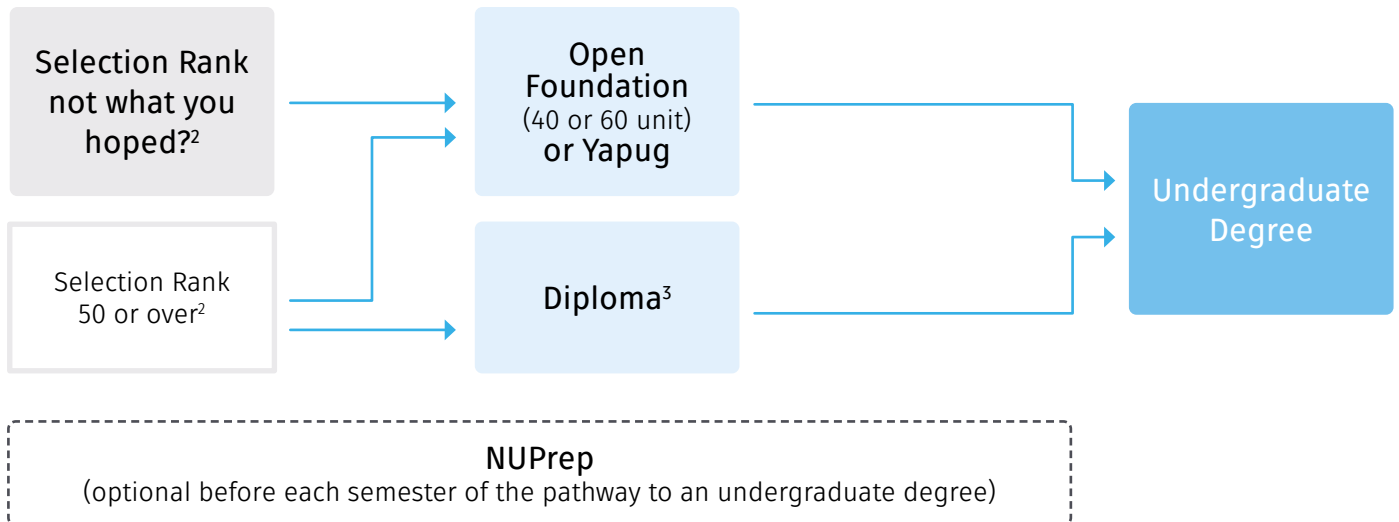 Selection Rank
not what you
hoped?²
Open
Foundation
(40 or 60 unit)
or Yapug
Undergraduate
Degree
Selection Rank
50 or over²
Diploma³
NUPrep
(optional before each semester of the pathway to an undergraduate degree)